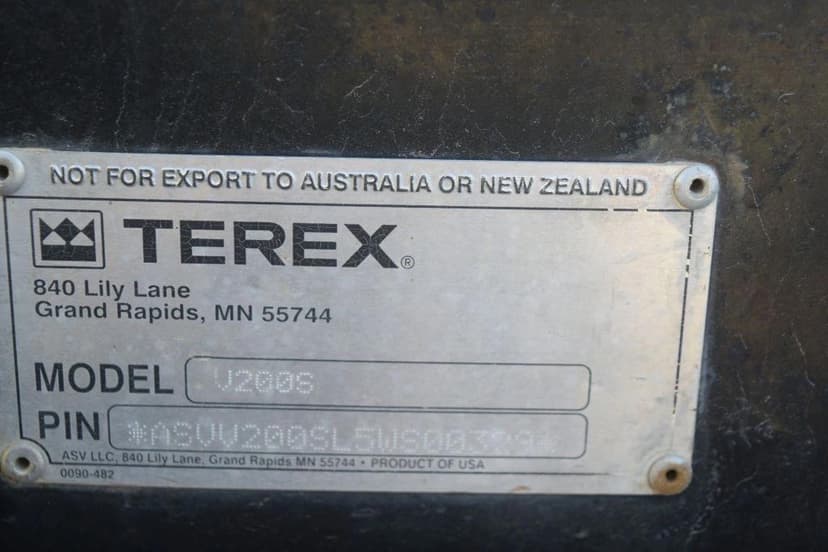 NOT FOR EXPORT TO AUSTRALIA OR NEW ZEALAND
TEREX®
840 Lily Lane
Grand Rapids, MN 55744
MODEL V200S
PIN
ASV LLC, 840 Lily Lane, Grand Rapids MN 55744 • PRODUCT OF USA
0090-482